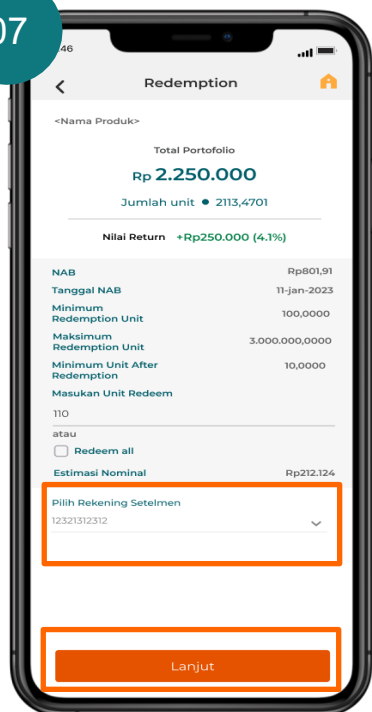 07
46
Redemption
<Nama Produk>
Total Portofolio
Rp 2.250.000
Jumlah unit • 2113,4701
Nilai Return +Rp250.000 (4.1%)
NAB Rp801,91
Tanggal NAB 11-jan-2023
Minimum
Redemption Unit 100,0000
Maksimum
Redemption Unit 3.000.000,0000
Minimum Unit After
Redemption 10,0000
Masukan Unit Redeem
110
atau
Redeem all
Estimasi Nominal Rp212.124
Pilih Rekening Setelmen
12321312312
Lanjut